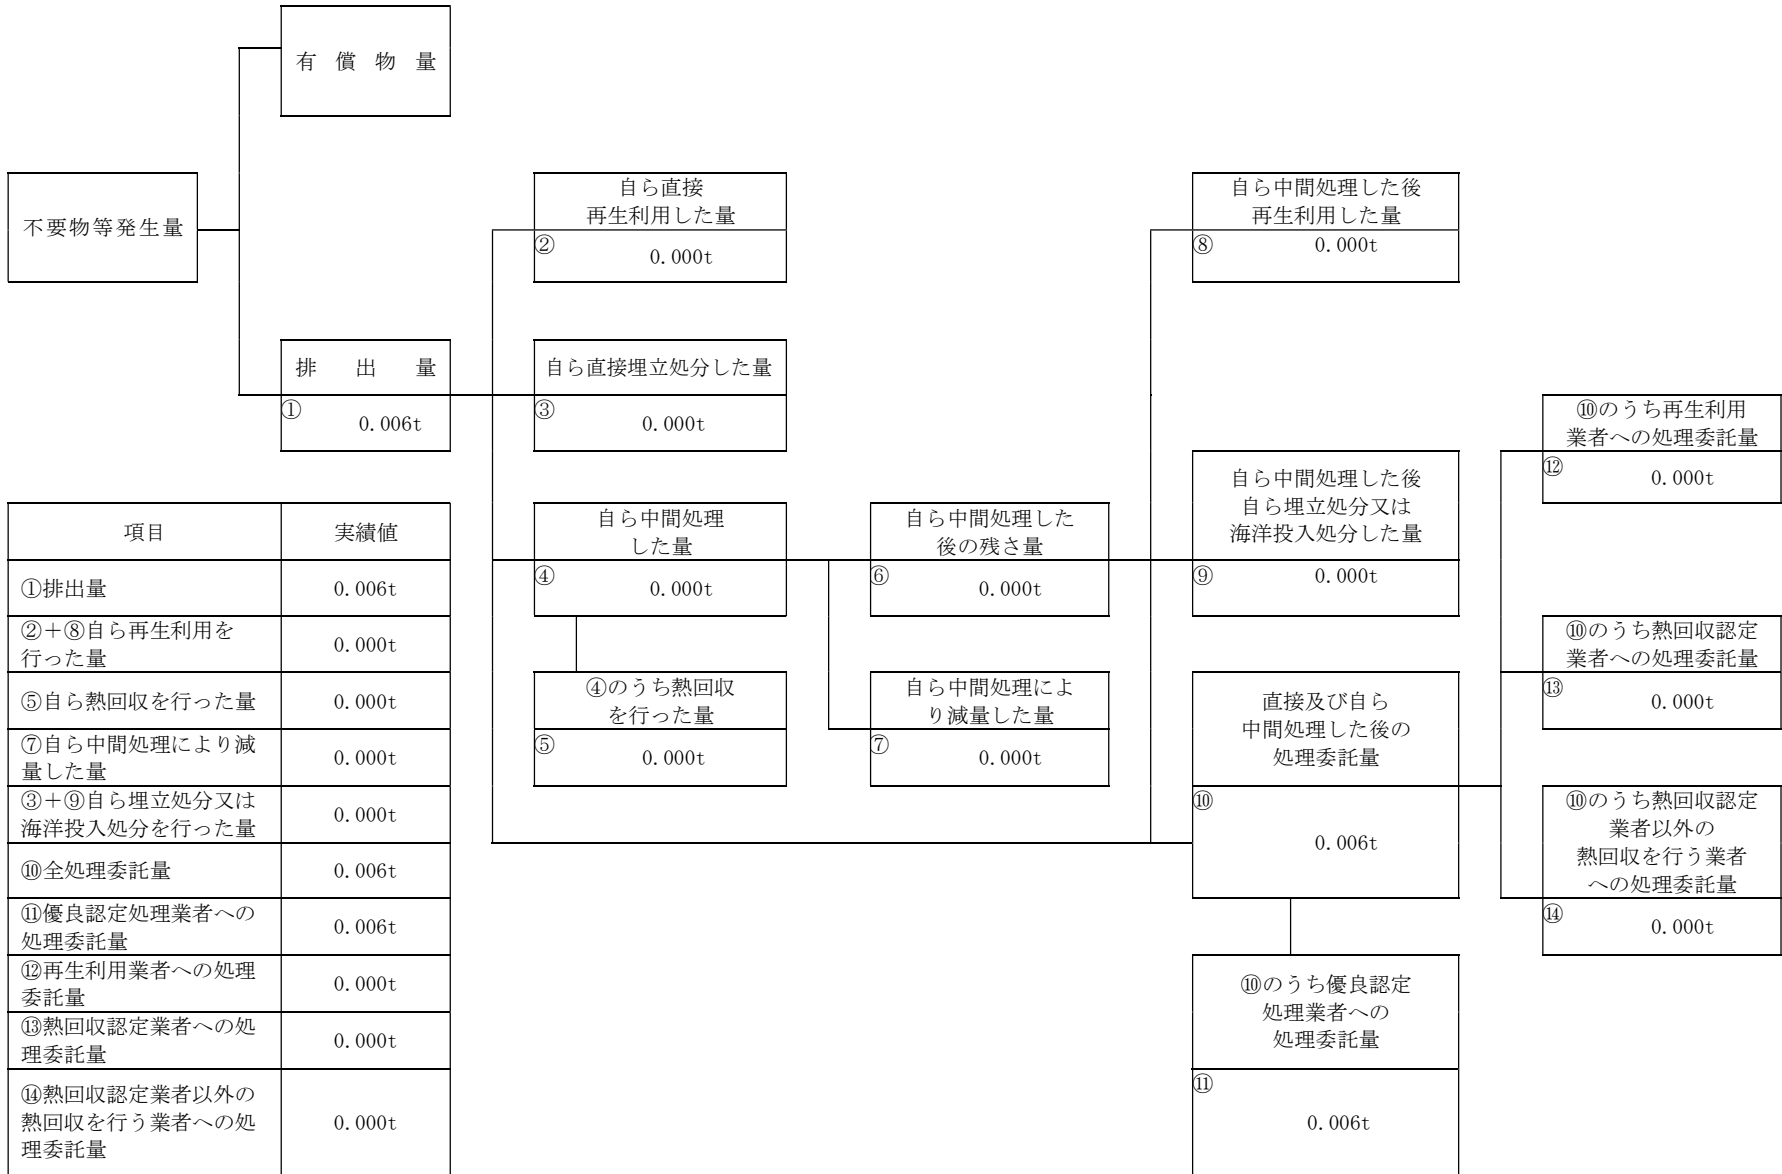 有償物量
不要物等発生量
自ら直接
再生利用した量
②
0.000t
自ら中間処理した後
再生利用した量
⑧
0.000t
排出量
①
0.006t
自ら直接埋立処分した量
③
0.000t
⑩のうち再生利用
業者への処理委託量
⑫
0.000t
自ら中間処理
した量
④
0.000t
自ら中間処理した
後の残さ量
⑥
0.000t
自ら中間処理した後
自ら埋立処分又は
海洋投入処分した量
⑨
0.000t
⑩のうち熱回収認定
業者への処理委託量
⑬
0.000t
④のうち熱回収
を行った量
⑤
0.000t
自ら中間処理によ
り減量した量
⑦
0.000t
直接及び自ら
中間処理した後の
処理委託量
⑩
0.006t
⑩のうち熱回収認定
業者以外の
熱回収を行う業者
への処理委託量
⑭
0.000t
⑩のうち優良認定
処理業者への
処理委託量
⑪
0.006t
項目 実績値
①排出量 0.006t
②+⑧自ら再生利用を
行った量 0.000t
⑤自ら熱回収を行った量 0.000t
⑦自ら中間処理により減
量した量 0.000t
③+⑨自ら埋立処分又は
海洋投入処分を行った量 0.000t
⑩全処理委託量 0.006t
⑪優良認定処理業者への
処理委託量 0.006t
⑫再生利用業者への処理
委託量 0.000t
⑬熱回収認定業者への処
理委託量 0.000t
⑭熱回収認定業者以外の
熱回収を行う業者への処
理委託量 0.000t